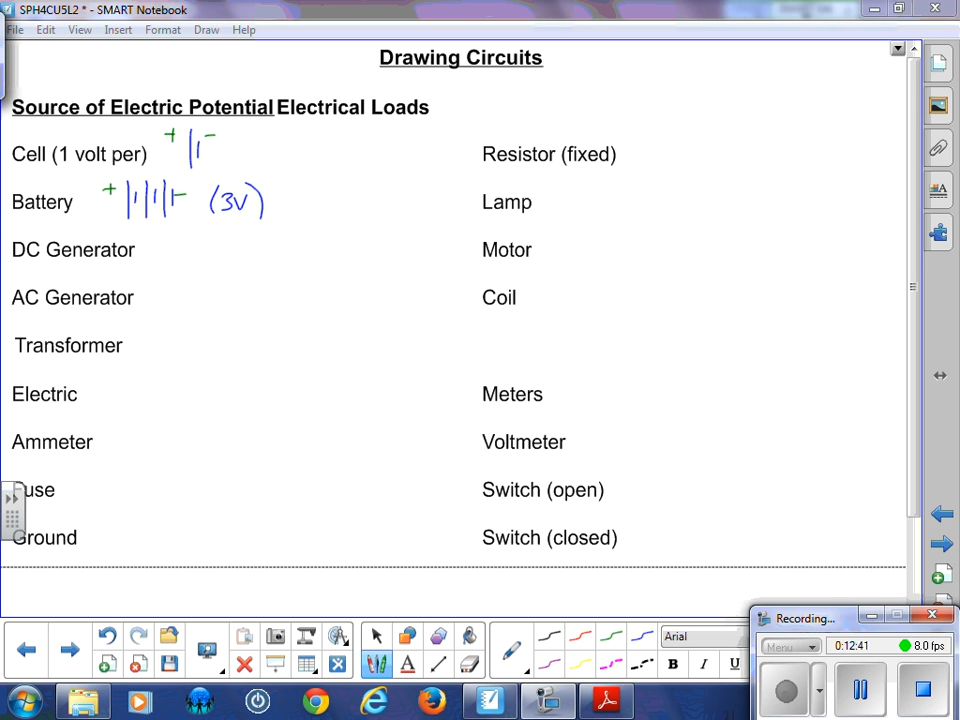 SPH4CU5L2 * - SMART Notebook
File Edit View Insert Format Draw Help
Drawing Circuits
Source of Electric Potential Electrical Loads
Cell (1 volt per) + - Resistor (fixed)
Battery + - (3V) Lamp
DC Generator Motor
AC Generator Coil
Transformer
Electric Meters
Ammeter Voltmeter
Fuse Switch (open)
Ground Switch (closed)
Recording...
Menu 0:12:41 8.0 fps
Arial
B I U